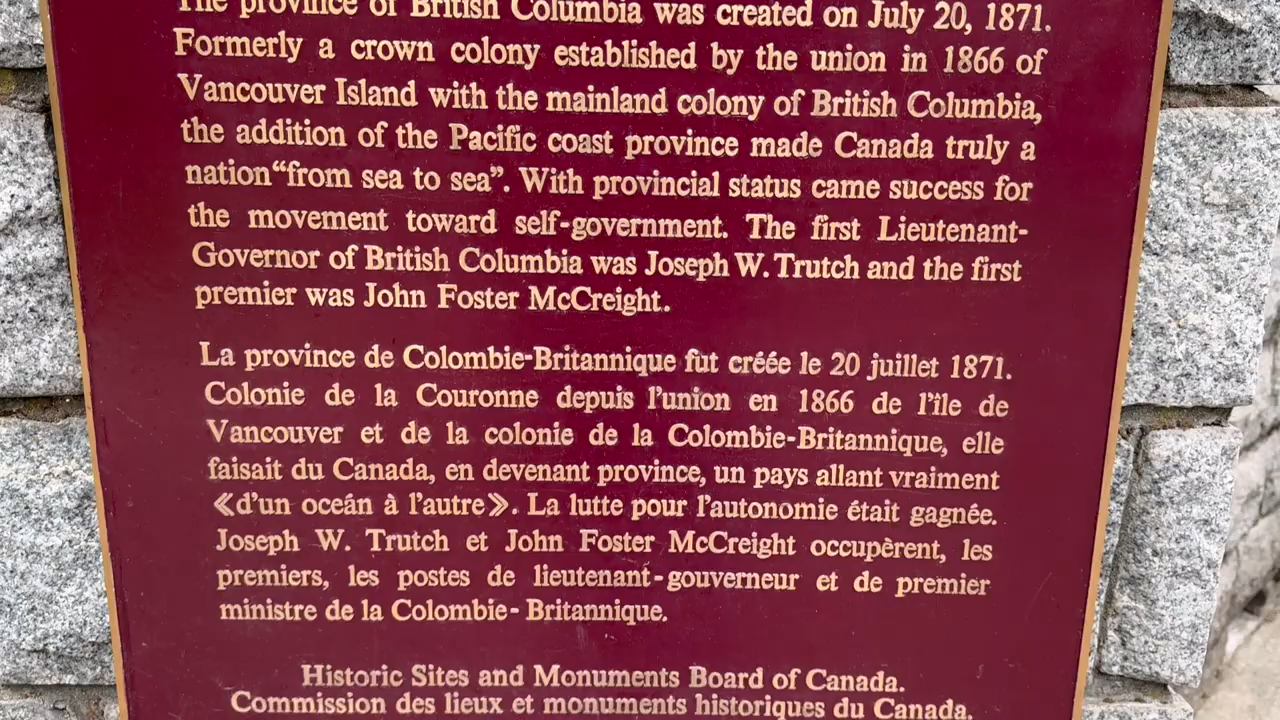 The province of British Columbia was created on July 20, 1871.
Formerly a crown colony established by the union in 1866 of
Vancouver Island with the mainland colony of British Columbia,
the addition of the Pacific coast province made Canada truly a
nation“from sea to sea”. With provincial status came success for
the movement toward self-government. The first Lieutenant-
Governor of British Columbia was Joseph W. Trutch and the first
premier was John Foster McCreight.
La province de Colombie-Britannique fut créée le 20 juillet 1871.
Colonie de la Couronne depuis l'union en 1866 de l'île de
Vancouver et de la colonie de la Colombie-Britannique, elle
faisait du Canada, en devenant province, un pays allant vraiment
《d'un oceán à l'autre》. La lutte pour l'autonomie était gagnée.
Joseph W. Trutch et John Foster McCreight occupèrent, les
premiers, les postes de lieutenant-gouverneur et de premier
ministre de la Colombie- Britannique.
Historic Sites and Monuments Board of Canada.
Commission des lieux et monuments historiques du Canada.